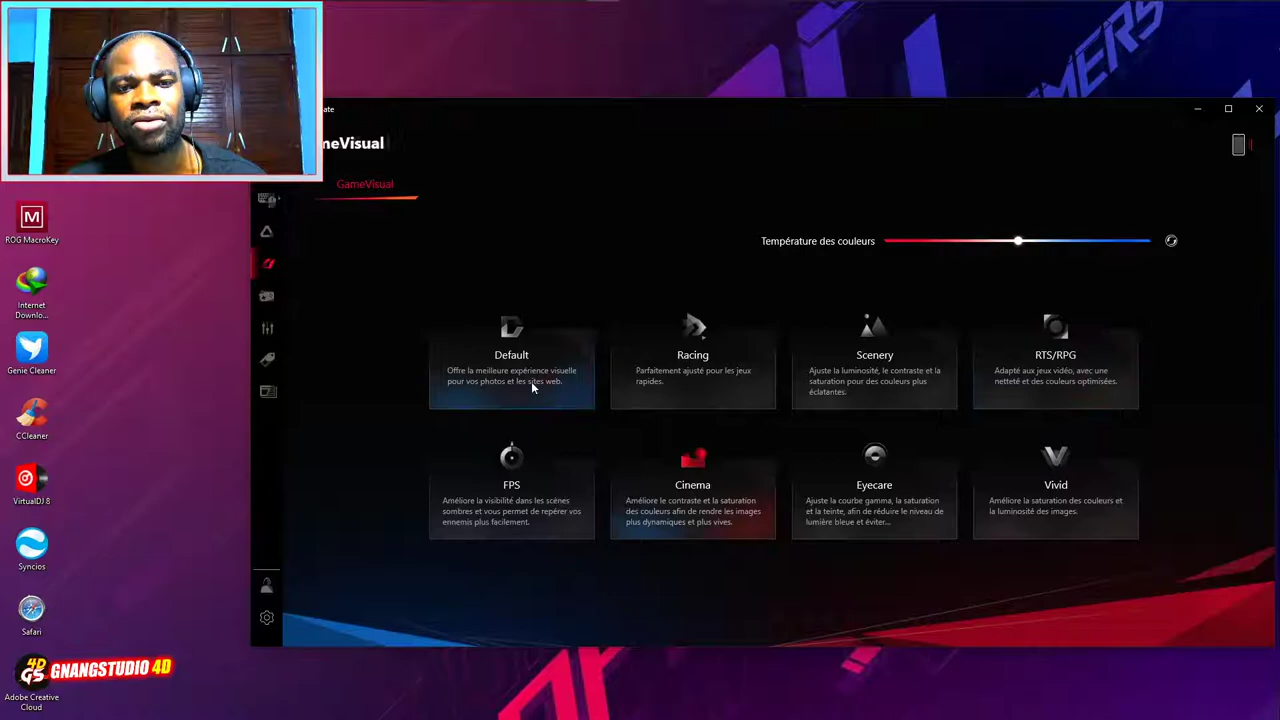 GAMERS
ate
meVisual
GameVisual
Température des couleurs
M
ROG MacroKey
Internet
Downlo...
Genie Cleaner
CCleaner
VirtualDJ 8
Syncios
Safari
4D
GS
GNANGSTUDIO 4D
Adobe Creative
Cloud
Default
Offre la meilleure expérience visuelle
pour vos photos et les sites web.
Racing
Parfaitement ajusté pour les jeux
rapides.
Scenery
Ajuste la luminosité, le contraste et la
saturation pour des couleurs plus
éclatantes.
RTS/RPG
Adapté aux jeux vidéo, avec une
netteté et des couleurs optimisées.
FPS
Améliore la visibilité dans les scènes
sombres et vous permet de repérer vos
ennemis plus facilement.
Cinema
Améliore le contraste et la saturation
des couleurs afin de rendre les images
plus dynamiques et plus vives.
Eyecare
Ajuste la courbe gamma, la saturation
et la teinte, afin de réduire le niveau de
lumière bleue et éviter...
Vivid
Améliore la saturation des couleurs et
la luminosité des images.